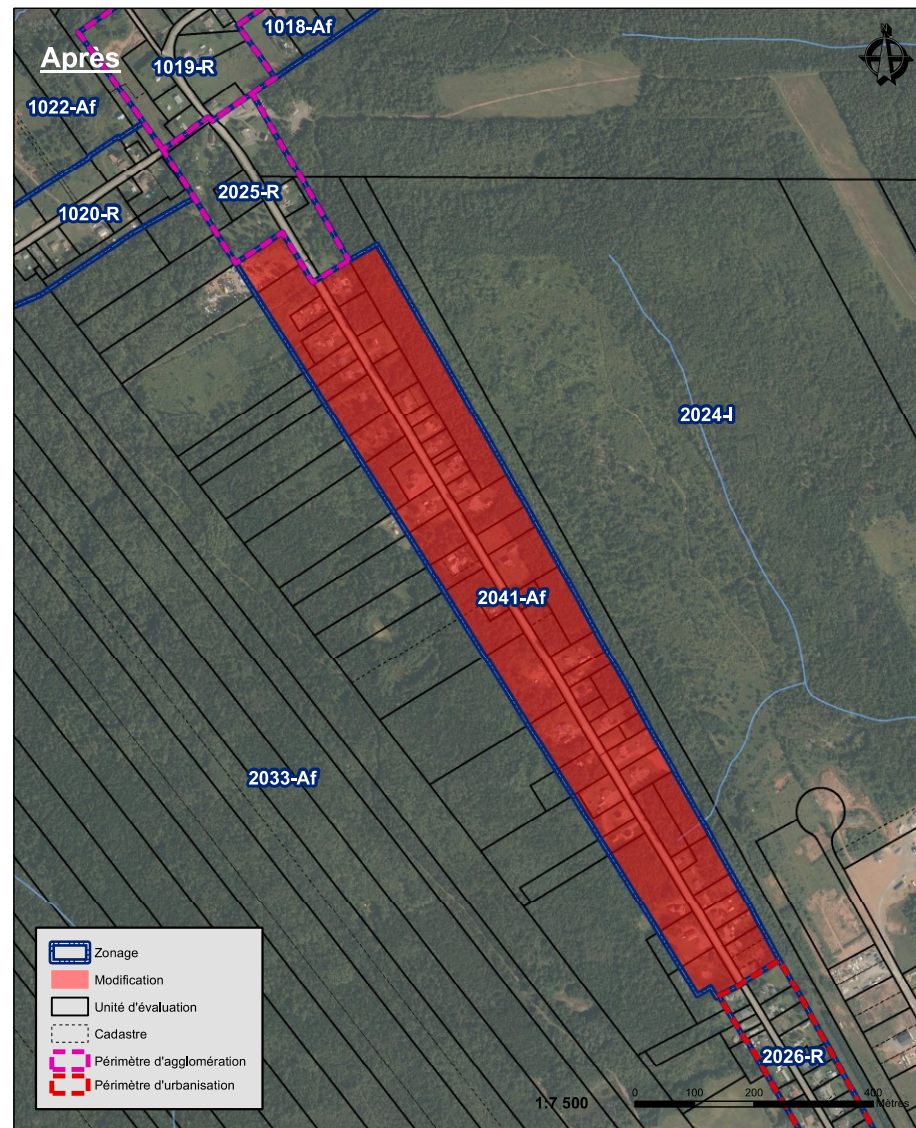 Après
1018-Af
1019-R
N
1022-Af
2025-R
1020-R
2024-I
2041-Af
2033-Af
Zonage
Modification
Unité d'évaluation
Cadastre
Périmètre d'agglomération
Périmètre d'urbanisation
2026-R
1:7 500
0 200 400
Mètres